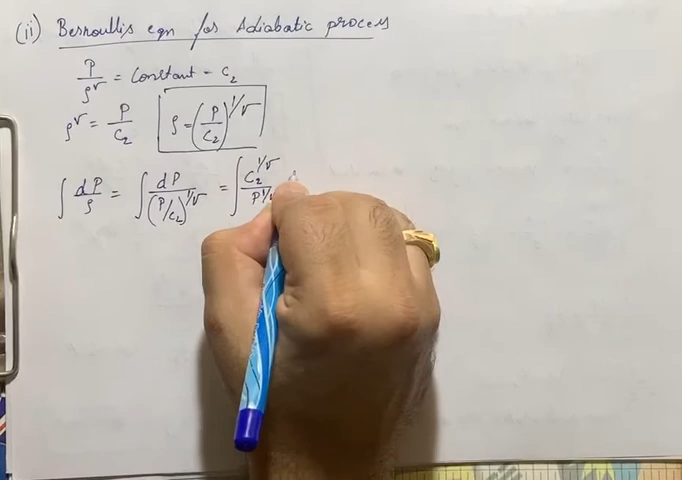 (ii) Bernoullis eqn for Adiabatic process
P/ρ^γ = Constant = C₂
ρ^γ = P/C₂ ρ = (P/C₂)^1/γ
∫ dP/ρ = ∫ dP/(P/C₂)^1/γ = ∫ C₂^1/γ/P^1/γ